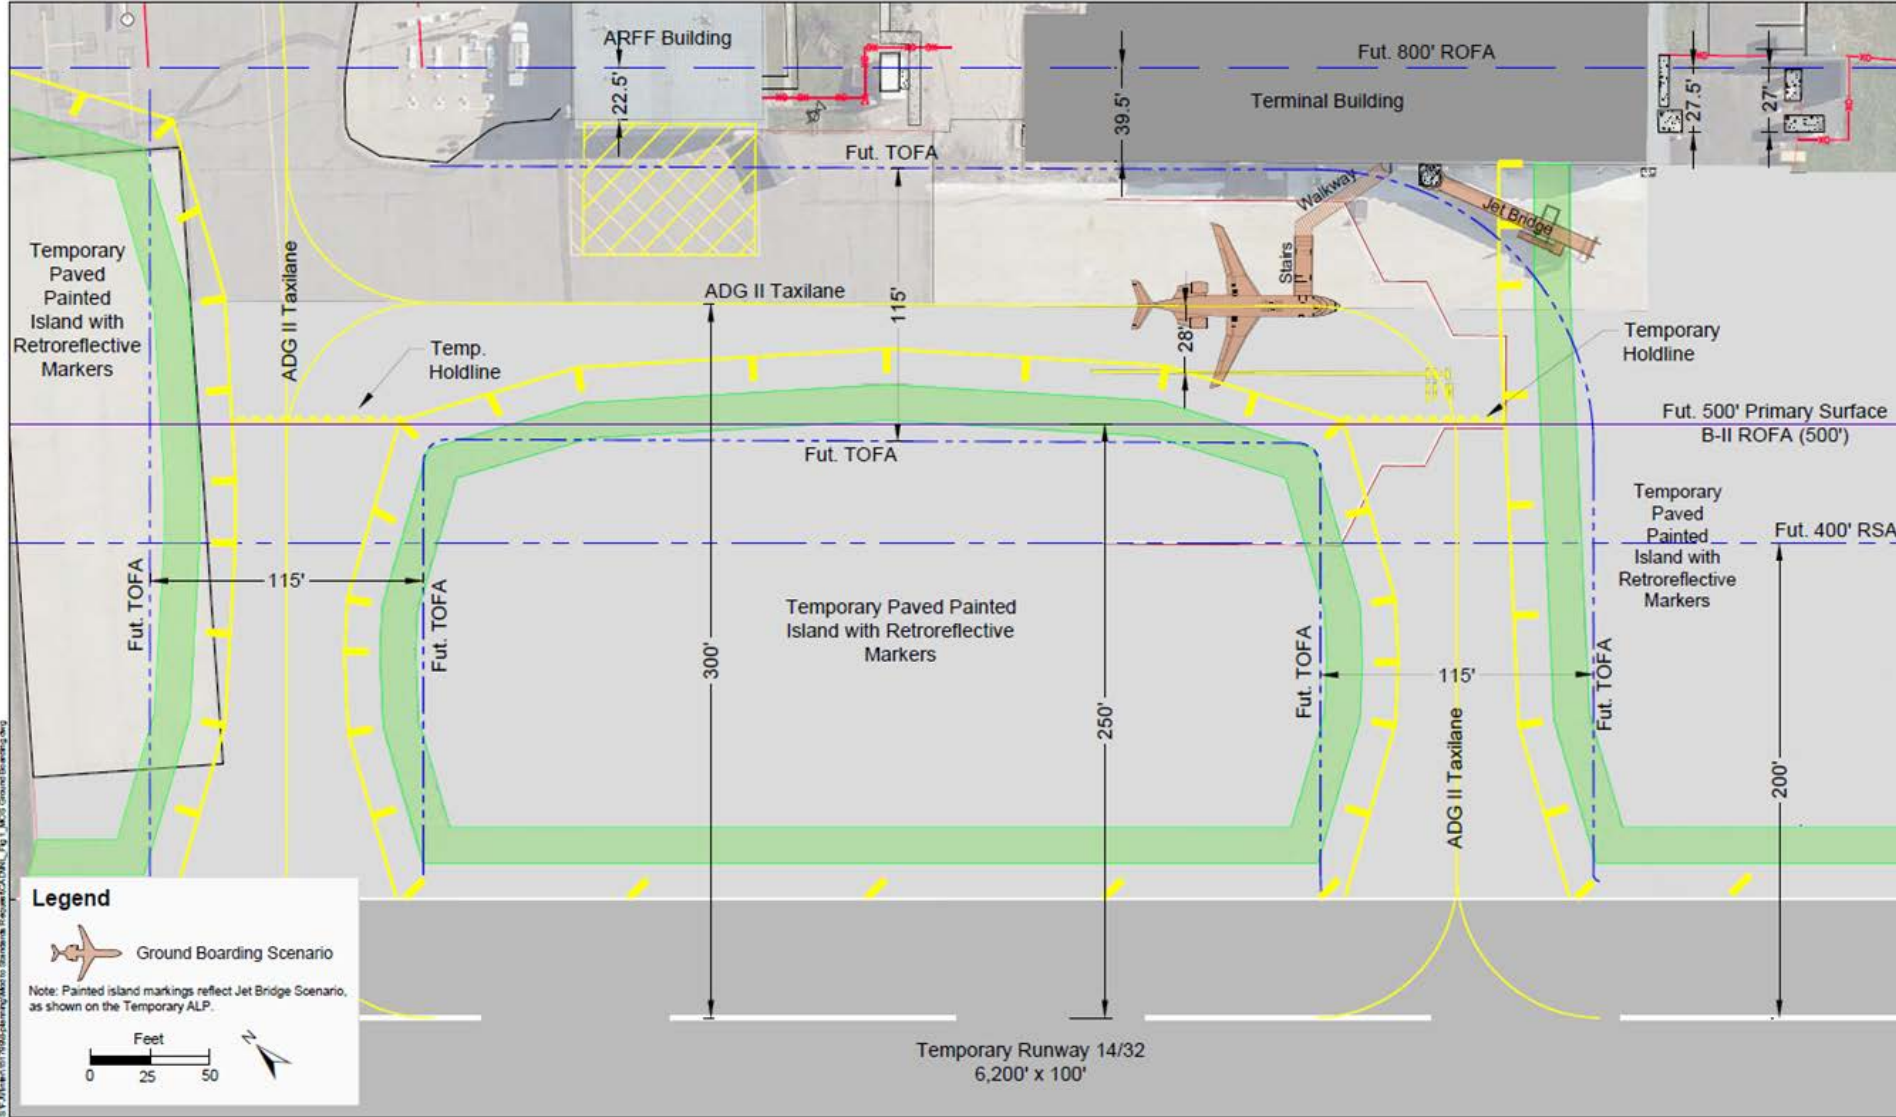 ARFF Building
Fut. 800' ROFA
Terminal Building
22.5'
39.5'
27.5'
27'
Fut. TOFA
Walkway
Jet Bridge
Stairs
Temporary
Paved
Painted
Island with
Retroreflective
Markers
ADG II Taxilane
ADG II Taxilane
115'
28'
Temp.
Holdline
Temporary
Holdline
Fut. 500' Primary Surface
B-II ROFA (500')
Fut. TOFA
Temporary
Paved
Painted
Island with
Retroreflective
Markers
Fut. 400' RSA
Fut. TOFA
115'
Fut. TOFA
Temporary Paved Painted
Island with Retroreflective
Markers
300'
250'
Fut. TOFA
115'
Fut. TOFA
ADG II Taxilane
200'
Legend
Ground Boarding Scenario
Note: Painted island markings reflect Jet Bridge Scenario,
as shown on the Temporary ALP.
Feet
0 25 50
N
Temporary Runway 14/32
6,200' x 100'